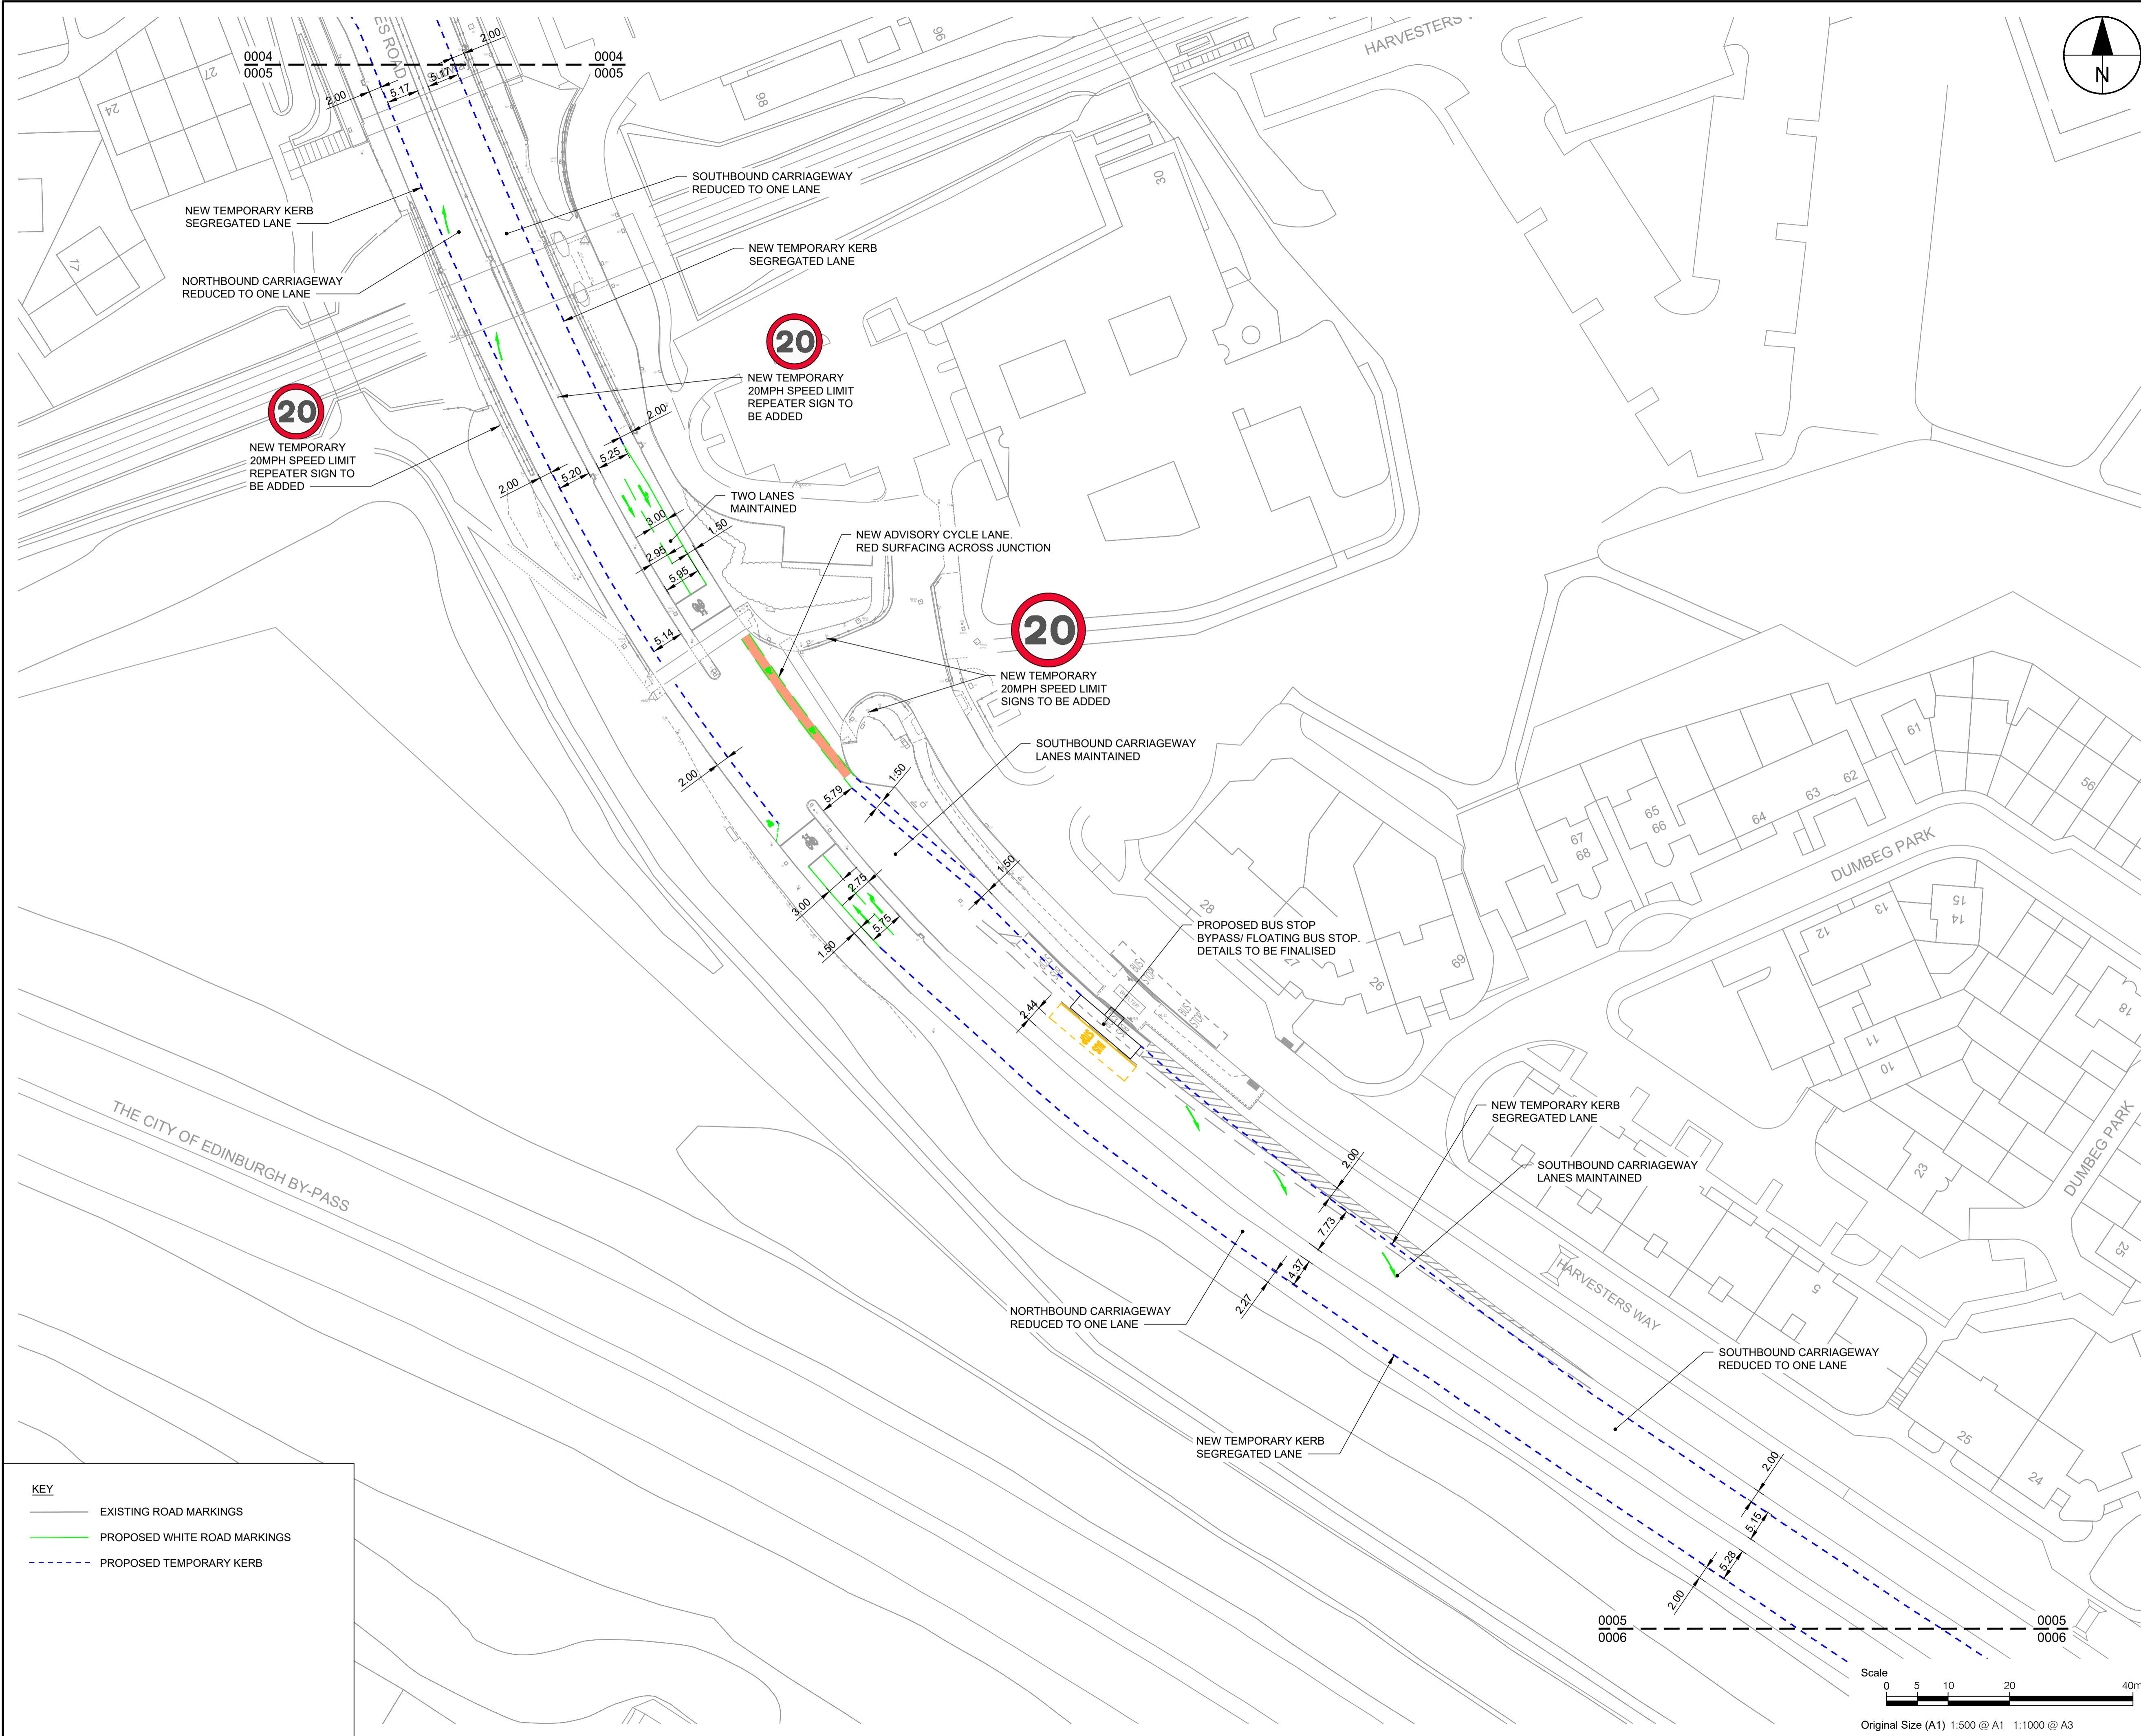 0004
0005
0004
0005
ES ROAD
2.00
5.17
2.00
5.17
27
24
17
96
98
30
HARVESTERS
N
SOUTHBOUND CARRIAGEWAY
REDUCED TO ONE LANE
NEW TEMPORARY KERB
SEGREGATED LANE
NEW TEMPORARY KERB
SEGREGATED LANE
NORTHBOUND CARRIAGEWAY
REDUCED TO ONE LANE
20
NEW TEMPORARY
20MPH SPEED LIMIT
REPEATER SIGN TO
BE ADDED
20
NEW TEMPORARY
20MPH SPEED LIMIT
REPEATER SIGN TO
BE ADDED
2.00
5.25
2.00
5.20
TWO LANES
MAINTAINED
3.00
1.50
2.95
5.95
NEW ADVISORY CYCLE LANE.
RED SURFACING ACROSS JUNCTION
20
NEW TEMPORARY
20MPH SPEED LIMIT
SIGNS TO BE ADDED
5.14
2.00
SOUTHBOUND CARRIAGEWAY
LANES MAINTAINED
5.79
1.50
1.50
2.75
3.00
5.75
1.50
PROPOSED BUS STOP
BYPASS/ FLOATING BUS STOP.
DETAILS TO BE FINALISED
2.44
28
27
26
69
67
68
65
66
64
63
62
61
56
DUMBEG PARK
13
12
15
14
18
11
10
23
DUMBEG PARK
25
THE CITY OF EDINBURGH BY-PASS
NEW TEMPORARY KERB
SEGREGATED LANE
SOUTHBOUND CARRIAGEWAY
LANES MAINTAINED
2.00
7.73
4.37
2.27
HARVESTERS WAY
5
NORTHBOUND CARRIAGEWAY
REDUCED TO ONE LANE
SOUTHBOUND CARRIAGEWAY
REDUCED TO ONE LANE
25
24
NEW TEMPORARY KERB
SEGREGATED LANE
2.00
5.15
5.28
2.00
KEY
EXISTING ROAD MARKINGS
PROPOSED WHITE ROAD MARKINGS
PROPOSED TEMPORARY KERB
0005
0006
0005
0006
Scale
0 5 10 20 40m
Original Size (A1) 1:500 @ A1 1:1000 @ A3